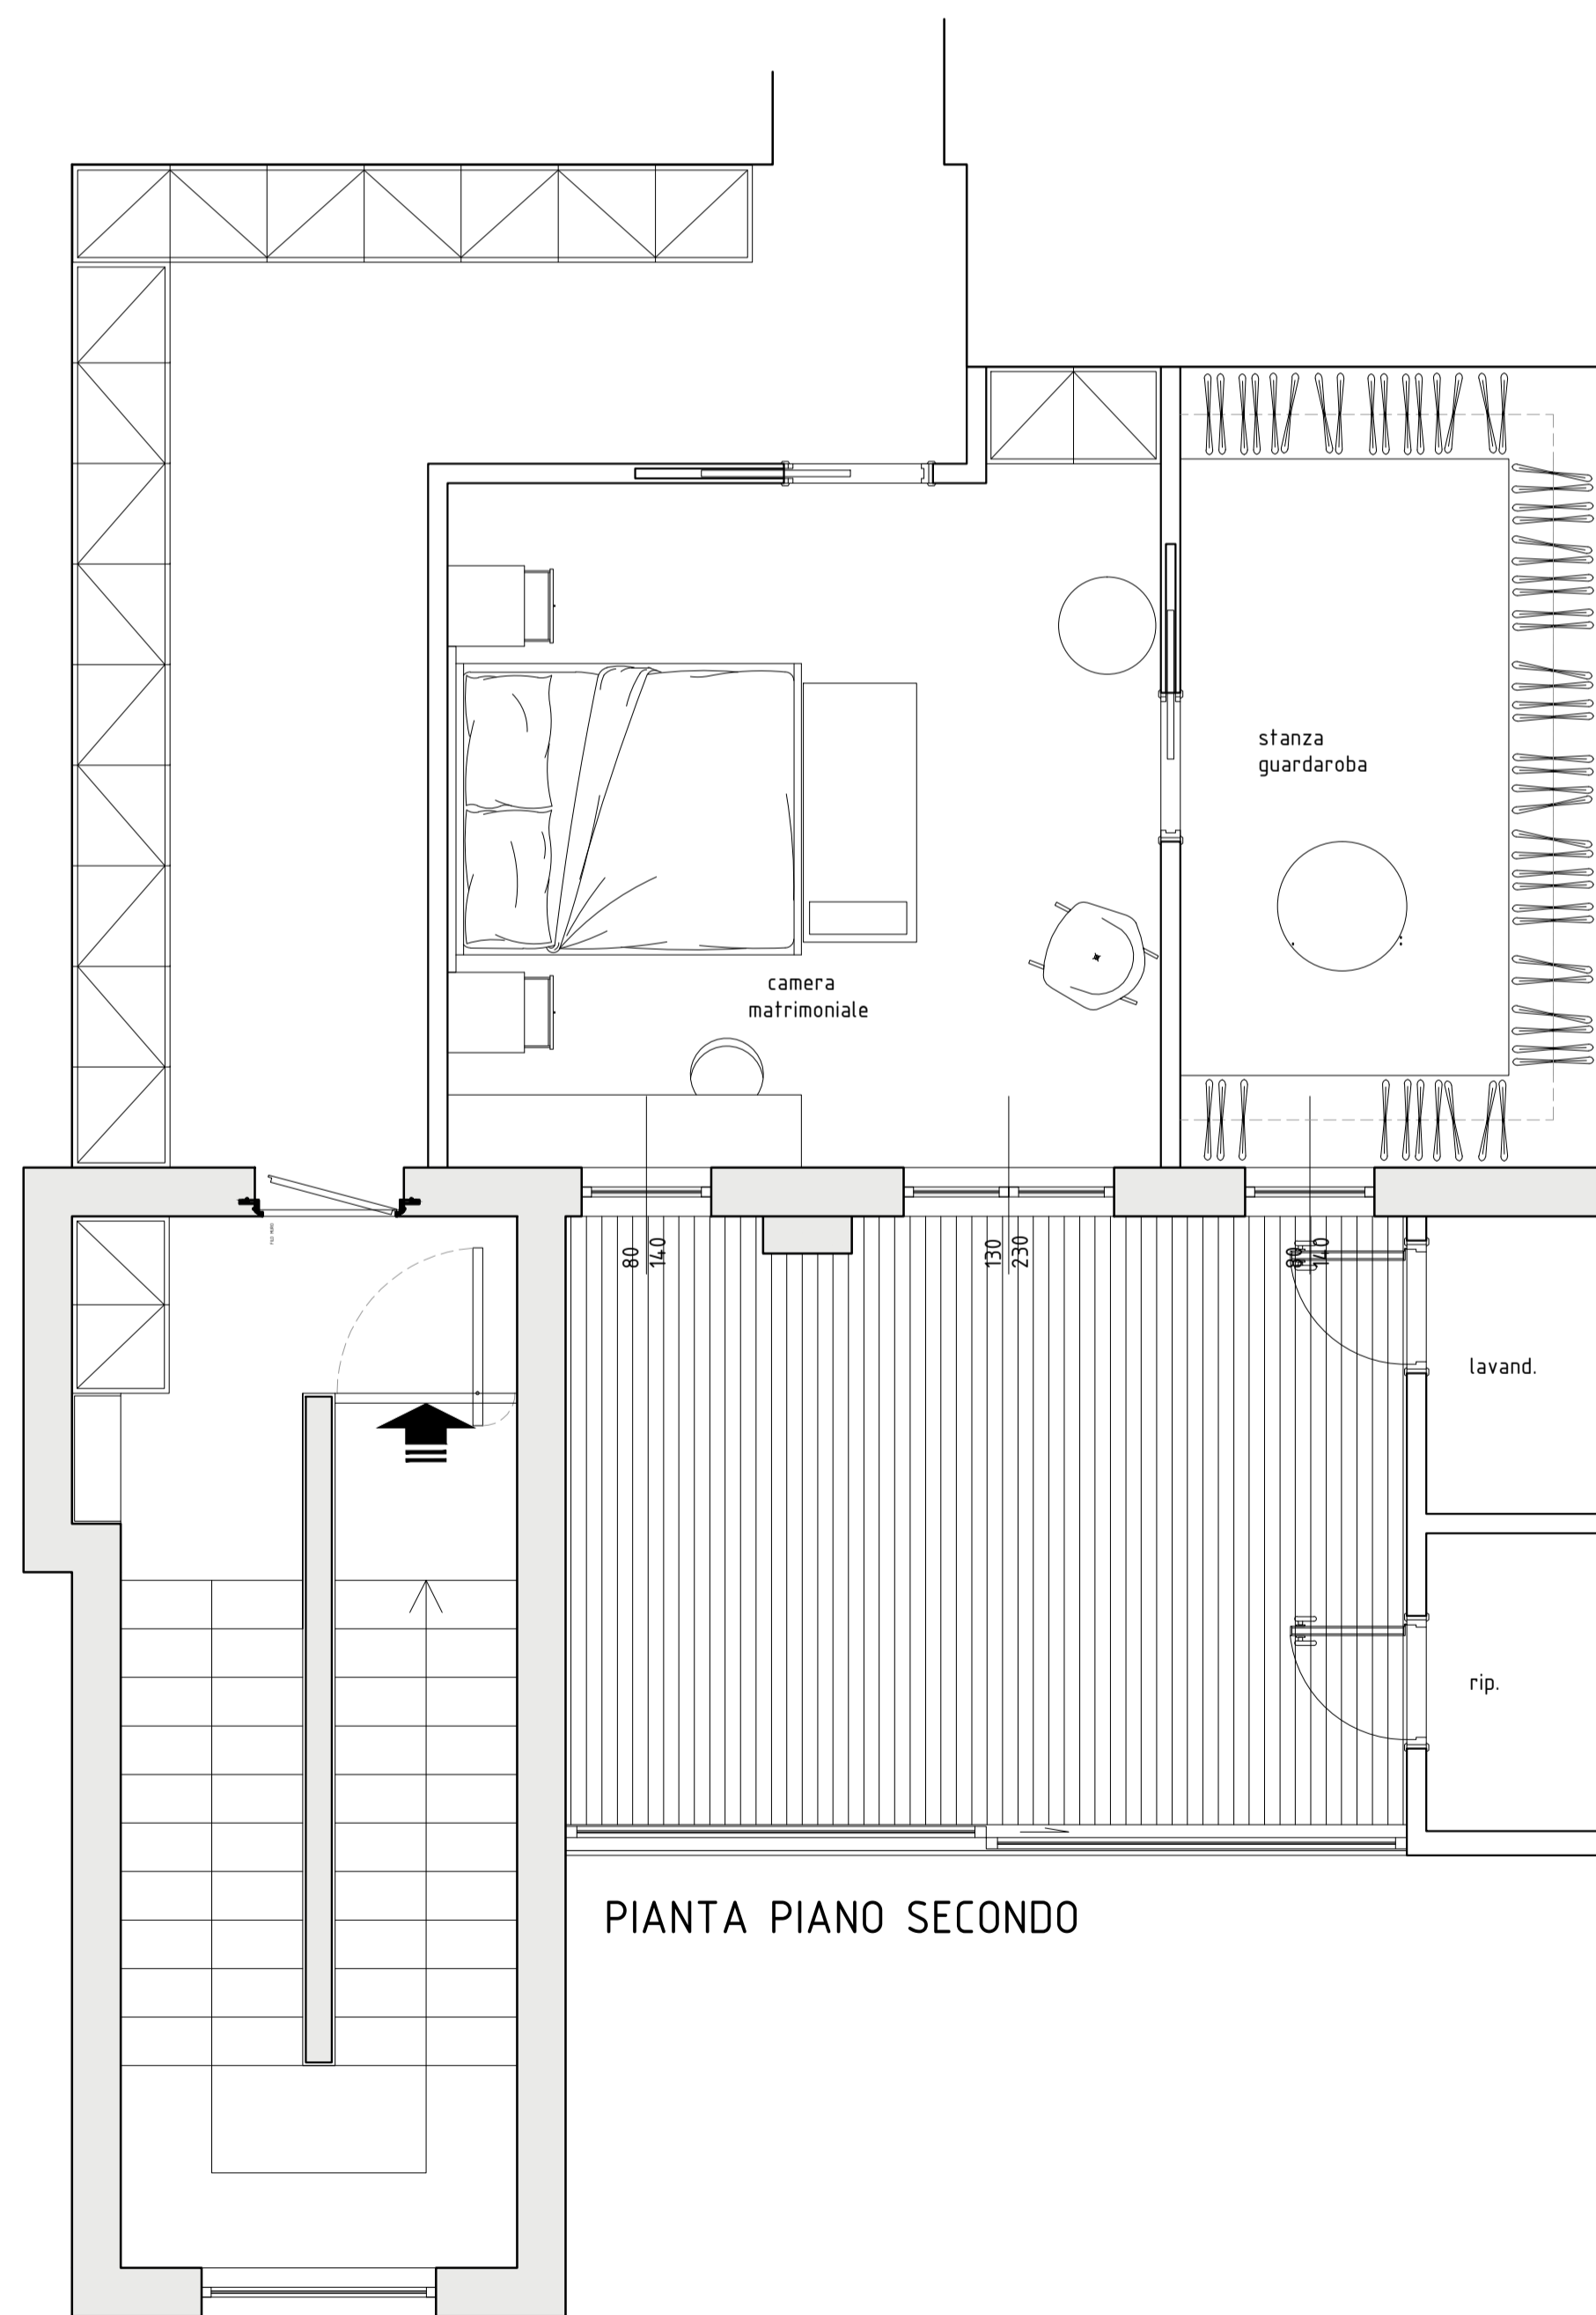 stanza
guardaroba
camera
matrimoniale
80
140
130
230
80
140
lavand.
rip.
PIANTA PIANO SECONDO